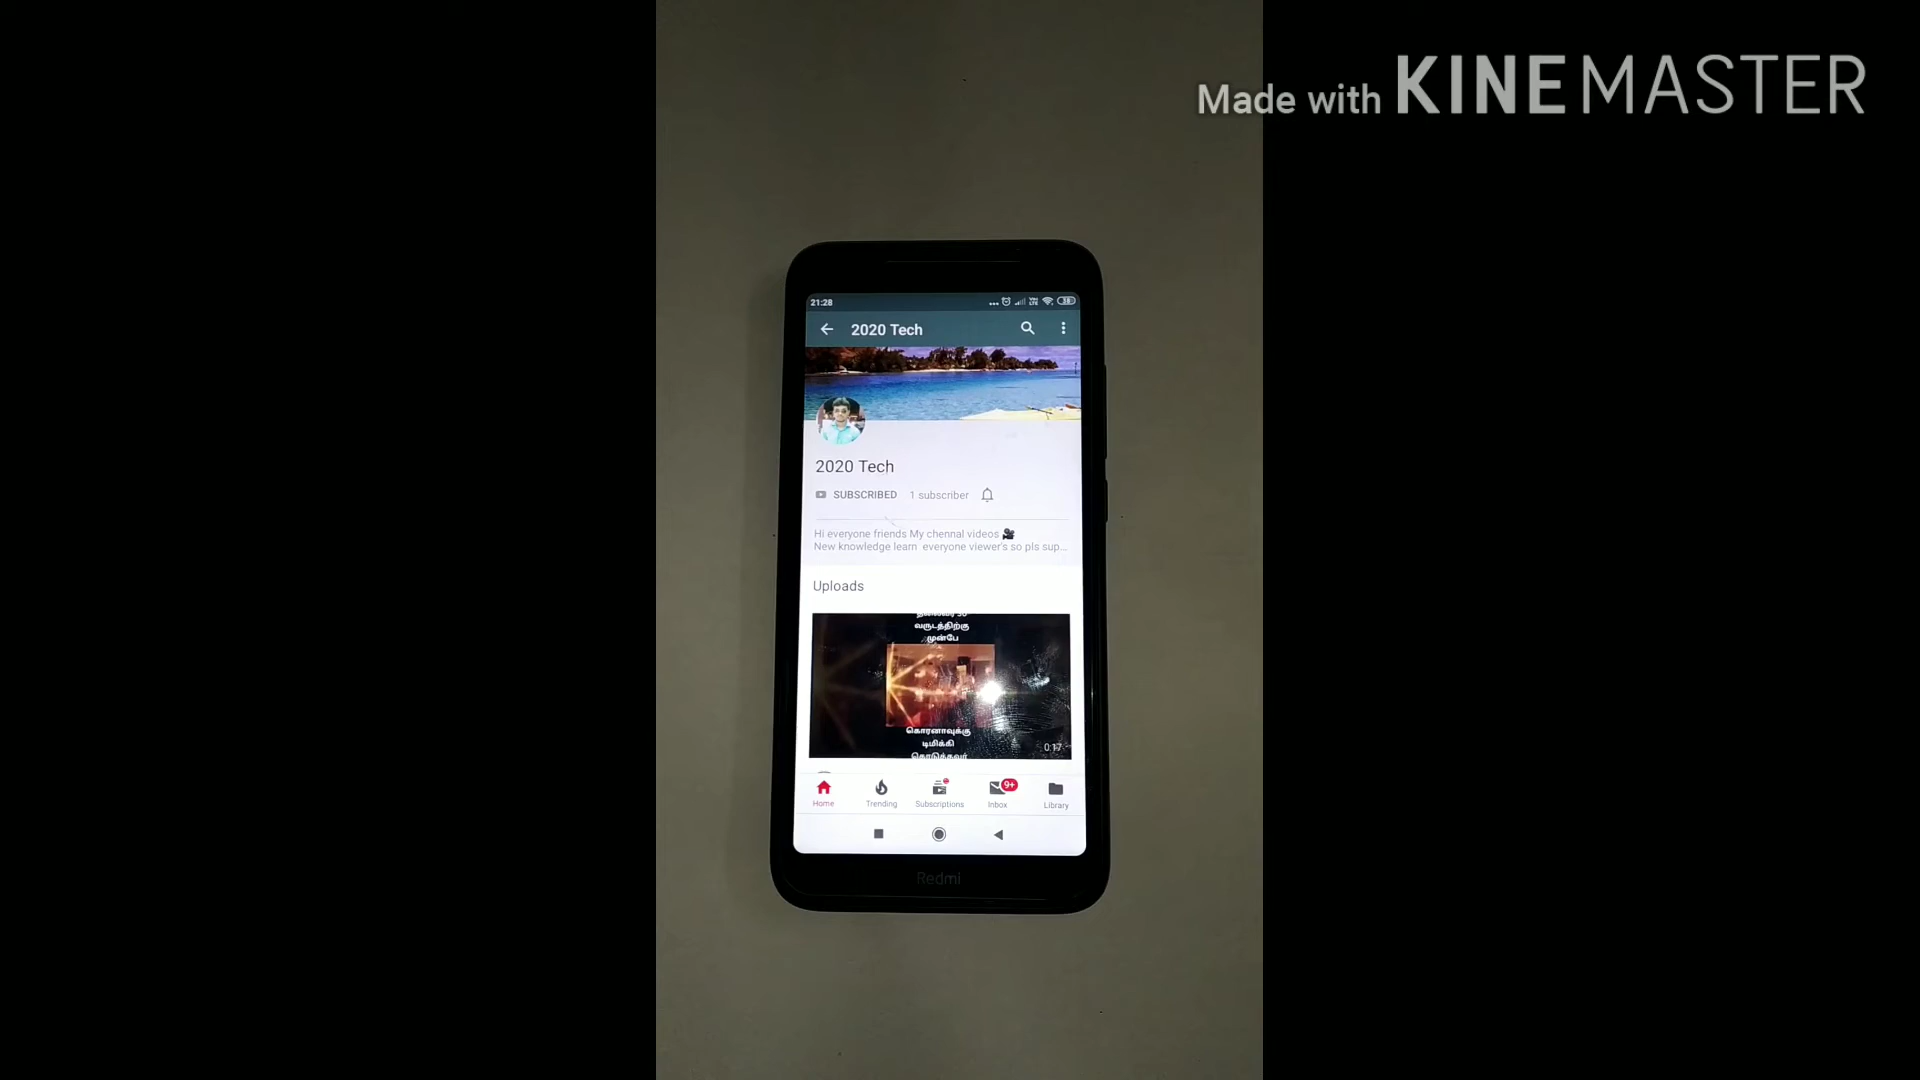 Made with KINEMASTER
21:28
2020 Tech
2020 Tech
SUBSCRIBED 1 subscriber
Hi everyone friends My chennal videos 🎥
New knowledge learn everyone viewer's so pls sup...
Uploads
வருடத்திற்கு
முன்பே
கொரனாவுக்கு
டிமிக்கி
கொடுத்தவர்
0:17
Home Trending Subscriptions Inbox 9+ Library
Redmi